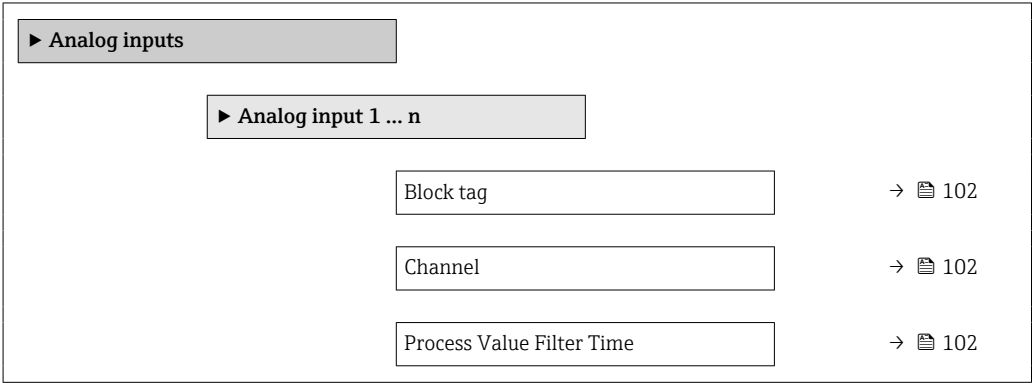 ▶ Analog inputs
▶ Analog input 1 … n
Block tag → 102
Channel → 102
Process Value Filter Time → 102